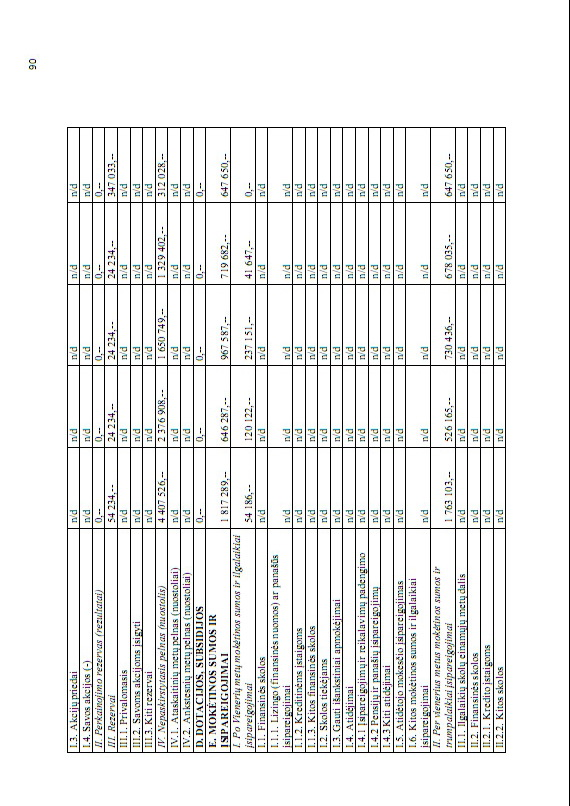 90
I.3. Akcijų priedai n/d n/d n/d n/d n/d
I.4. Savos akcijos (-) n/d n/d n/d n/d n/d
II. Perkainojimo rezervas (rezultatai) 0,-- 0,-- 0,-- 0,-- 0,--
III. Rezervai 54 234,-- 24 234,-- 24 234,-- 24 234,-- 347 033,--
III.1. Privalomasis n/d n/d n/d n/d n/d
III.2. Savoms akcijoms įsigyti n/d n/d n/d n/d n/d
III.3. Kiti rezervai n/d n/d n/d n/d n/d
IV. Nepaskirstytasis pelnas (nuostolis) 4 407 526,-- 2 376 908,-- 1 650 749,-- 1 329 402,-- 312 028,--
IV.1. Ataskaitinių metų pelnas (nuostoliai) n/d n/d n/d n/d n/d
IV.2. Ankstesnių metų pelnas (nuostoliai) n/d n/d n/d n/d n/d
D. DOTACIJOS, SUBSIDIJOS 0,-- 0,-- 0,-- 0,-- 0,--
E. MOKĖTINOS SUMOS IR
ĮSIPAREIGOJIMAI 1 817 289,-- 646 287,-- 967 587,-- 719 682,-- 647 650,--
I. Po vienerių metų mokėtinos sumos ir ilgalaikiai
įsipareigojimai 54 186,-- 120 122,-- 237 151,-- 41 647,-- 0,--
I.1. Finansinės skolos n/d n/d n/d n/d n/d
I.1.1. Lizingo (finansinės nuomos) ar panašūs
įsipareigojimai n/d n/d n/d n/d n/d
I.1.2. Kreditinėms įstaigoms n/d n/d n/d n/d n/d
I.1.3. Kitos finansinės skolos n/d n/d n/d n/d n/d
I.2. Skolos tiekėjams n/d n/d n/d n/d n/d
I.3. Gauti išankstiniai apmokėjimai n/d n/d n/d n/d n/d
I.4. Atidėjimai n/d n/d n/d n/d n/d
I.4.1 Įsipareigojimų ir reikalavimų padengimo n/d n/d n/d n/d n/d
I.4.2 Pensijų ir panašių įsipareigojimų n/d n/d n/d n/d n/d
I.4.3 Kiti atidėjimai n/d n/d n/d n/d n/d
I.5. Atidėtojo mokesčio įsipareigojimas n/d n/d n/d n/d n/d
I.6. Kitos mokėtinos sumos ir ilgalaikiai
įsipareigojimai n/d n/d n/d n/d n/d
II. Per vienerius metus mokėtinos sumos ir
trumpalaikiai įsipareigojimai 1 763 103,-- 526 165,-- 730 436,-- 678 035,-- 647 650,--
II.1. Ilgalaikių skolų einamųjų metų dalis n/d n/d n/d n/d n/d
II.2. Finansinės skolos n/d n/d n/d n/d n/d
II.2.1. Kredito įstaigoms n/d n/d n/d n/d n/d
II.2.2. Kitos skolos n/d n/d n/d n/d n/d